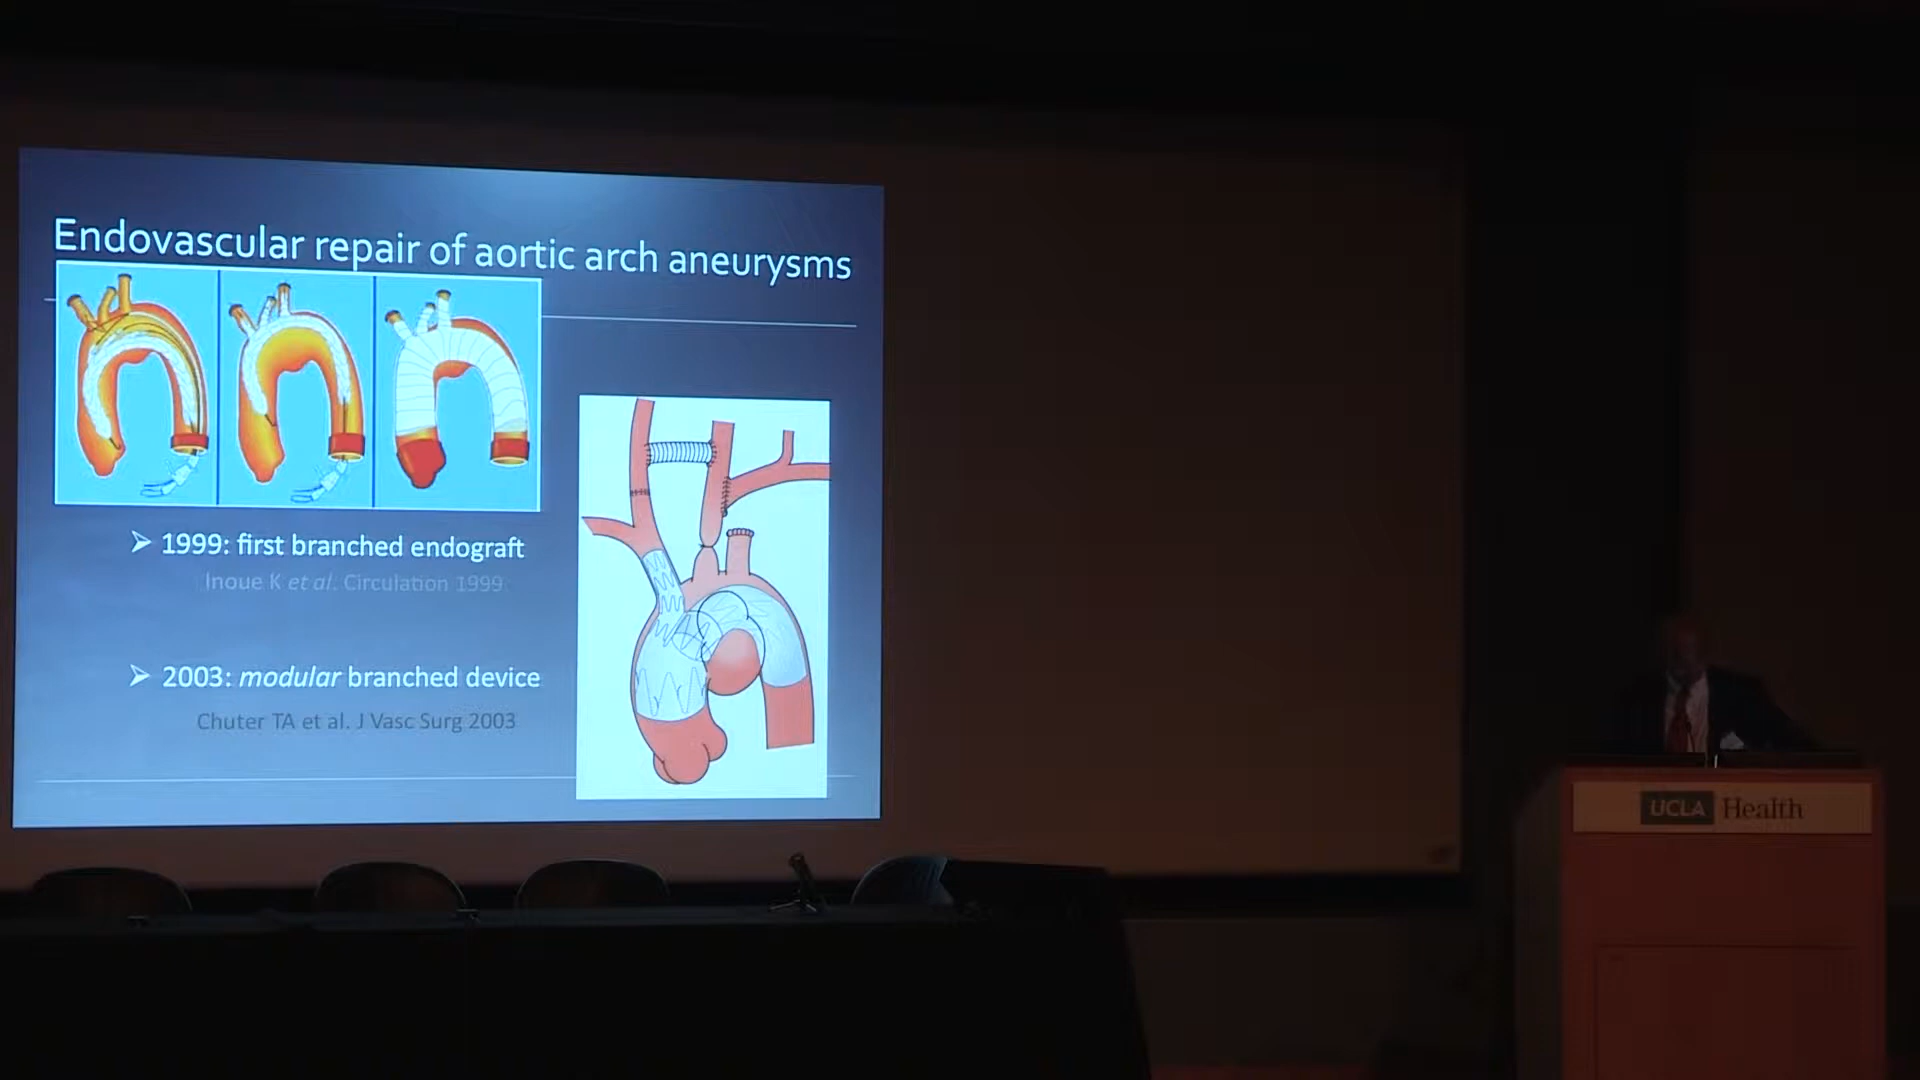 Endovascular repair of aortic arch aneurysms
➢ 1999: first branched endograft
Inoue K et al. Circulation 1999
➢ 2003: modular branched device
Chuter TA et al. J Vasc Surg 2003
UCLA Health